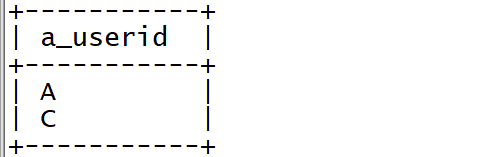 +-----------+
| a_userid  |
+-----------+
| A         |
| C         |
+-----------+